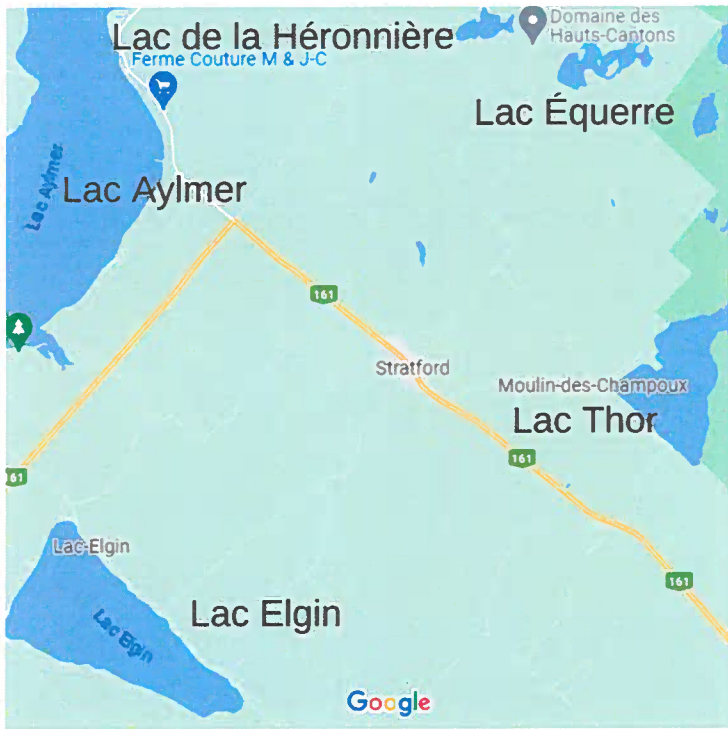 Domaine des
Hauts-Cantons
Lac de la Héronnière
Ferme Couture M & J-C
Lac Équerre
Lac Aylmer
Lac Aylmer
161
Stratford
Moulin-des-Champoux
Lac Thor
161
161
Lac-Elgin
161
Lac Elgin
Lac Elgin
Google